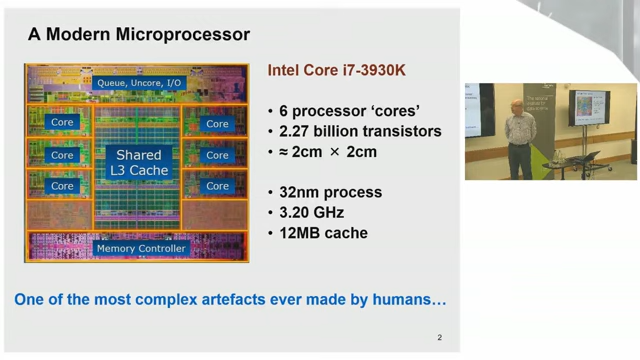 A Modern Microprocessor
Queue, Uncore, I/O
Core
Core
Core
Shared
L3 Cache
Core
Core
Core
Memory Controller
Intel Core i7-3930K
• 6 processor ‘cores’
• 2.27 billion transistors
• ≈ 2cm × 2cm
• 32nm process
• 3.20 GHz
• 12MB cache
One of the most complex artefacts ever made by humans…
2